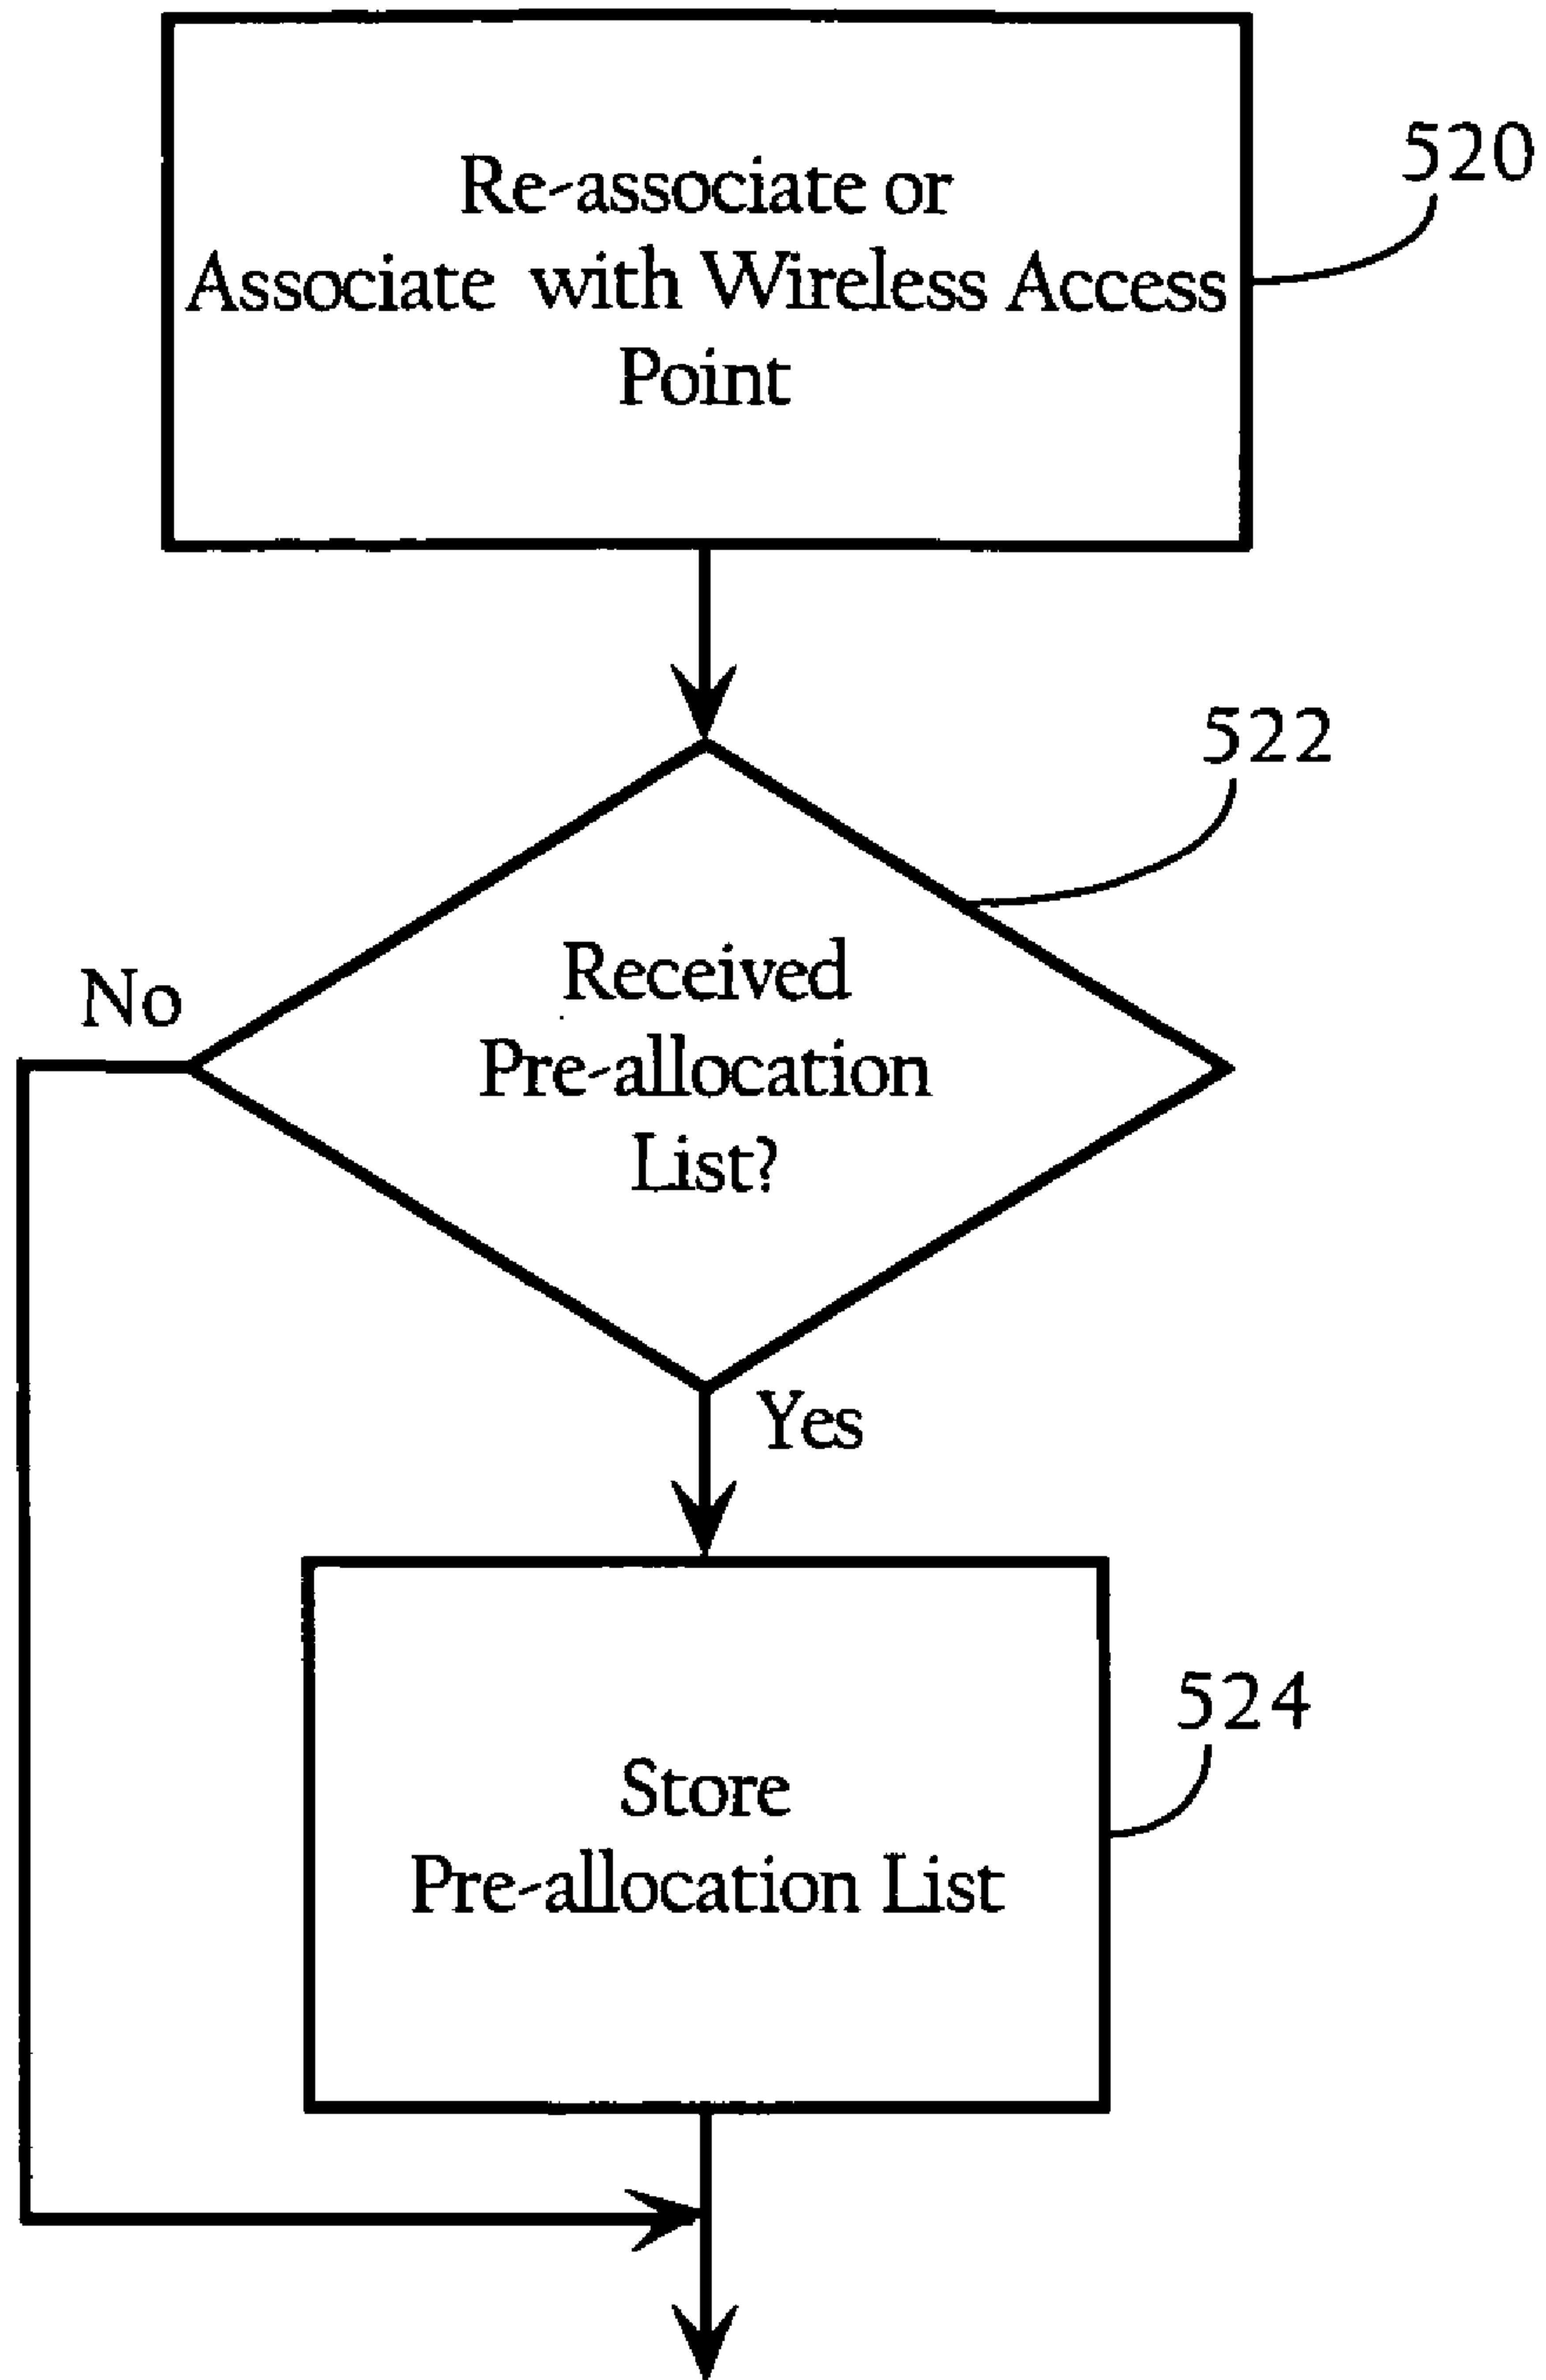 Re-associate or
Associate with Wireless Access
Point
520
522
Received
Pre-allocation
List?
No
Yes
Store
Pre-allocation List
524